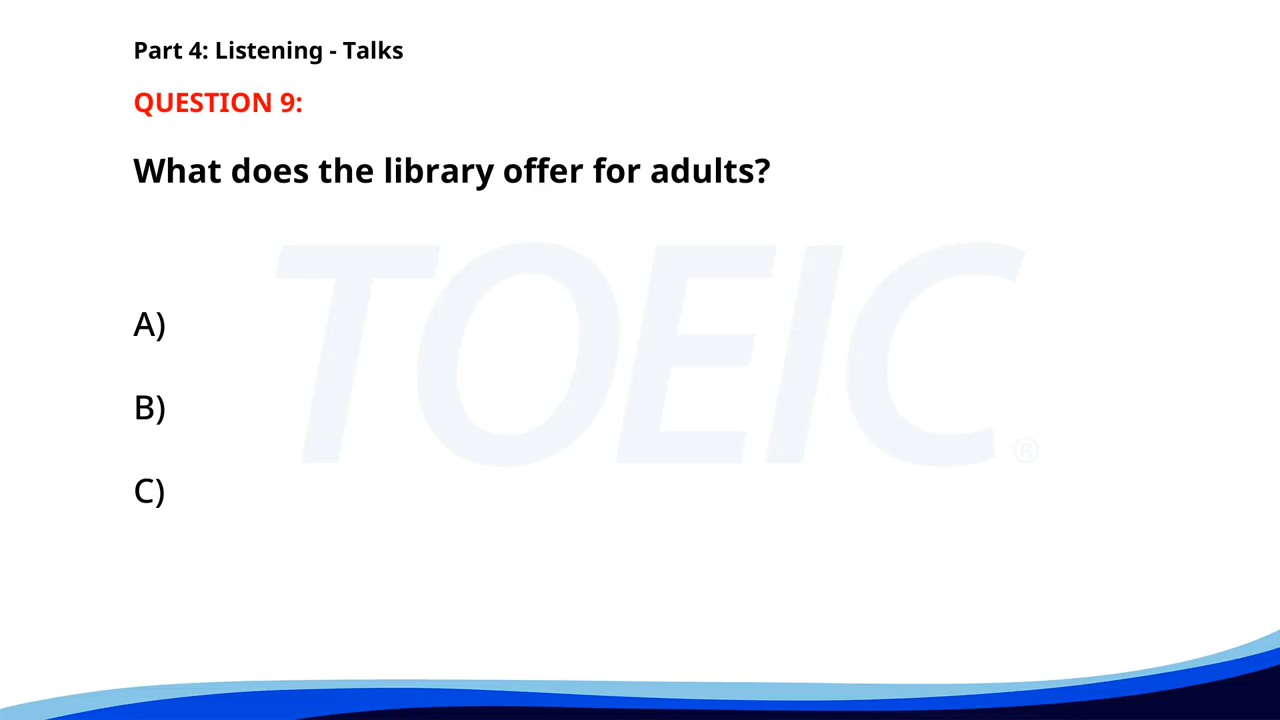 Part 4: Listening - Talks
QUESTION 9:
What does the library offer for adults?
TOEIC®
A)
B)
C)